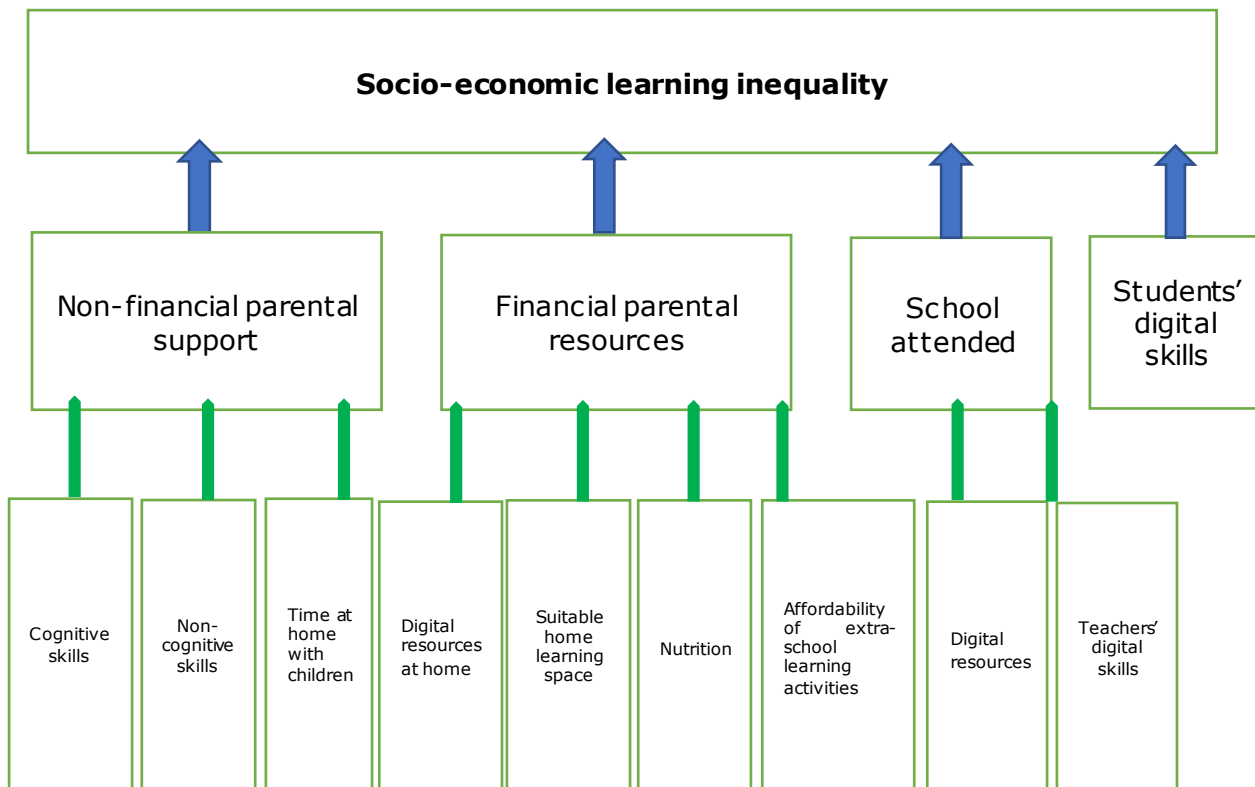 Socio-economic learning inequality
Non-financial parental
support
Financial parental
resources
School
attended
Students’
digital
skills
Cognitive
skills
Non-
cognitive
skills
Time at
home
with
children
Digital
resources
at home
Suitable
home
learning
space
Nutrition
Affordability
of extra-
school
learning
activities
Digital
resources
Teachers’
digital
skills